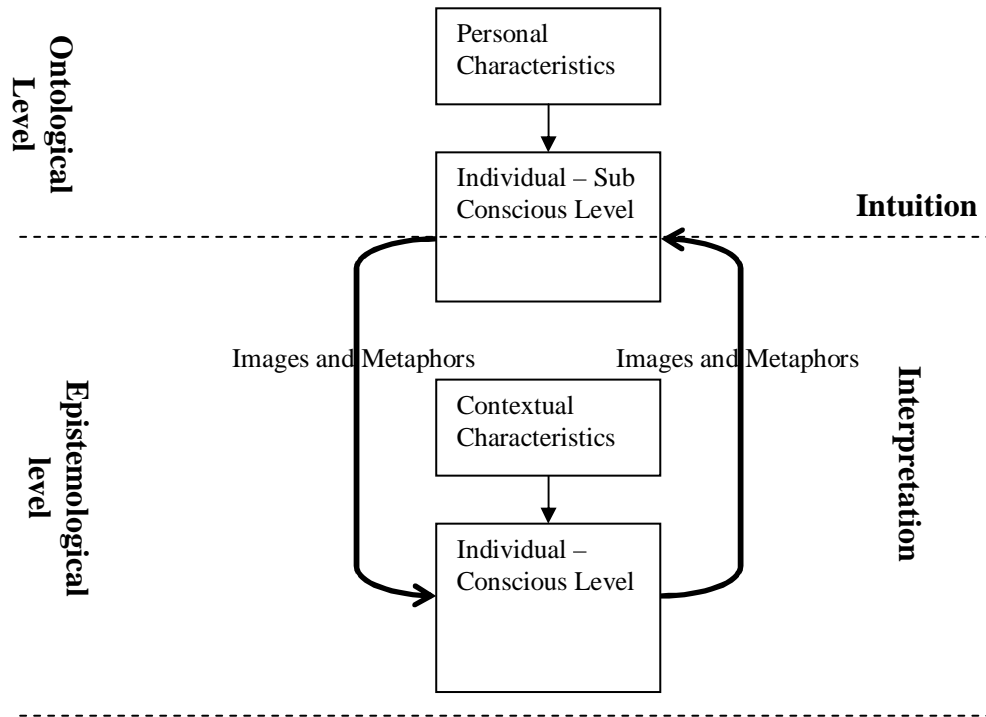 Ontological
Level
Personal
Characteristics
Individual – Sub
Conscious Level
Intuition
Images and Metaphors
Images and Metaphors
Epistemological
level
Contextual
Characteristics
Interpretation
Individual –
Conscious Level